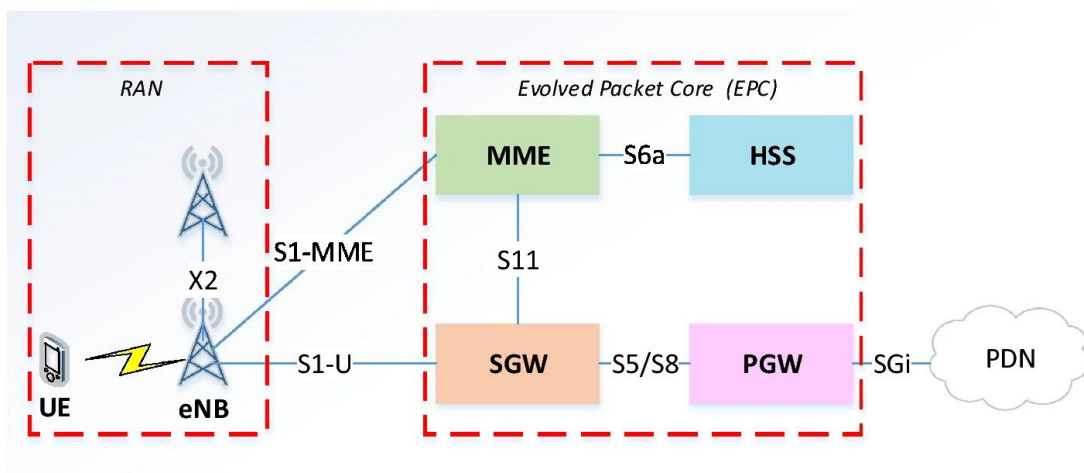 RAN
Evolved Packet Core (EPC)
MME
S6a
HSS
S1-MME
S11
X2
UE
eNB
S1-U
SGW
S5/S8
PGW
SGi
PDN